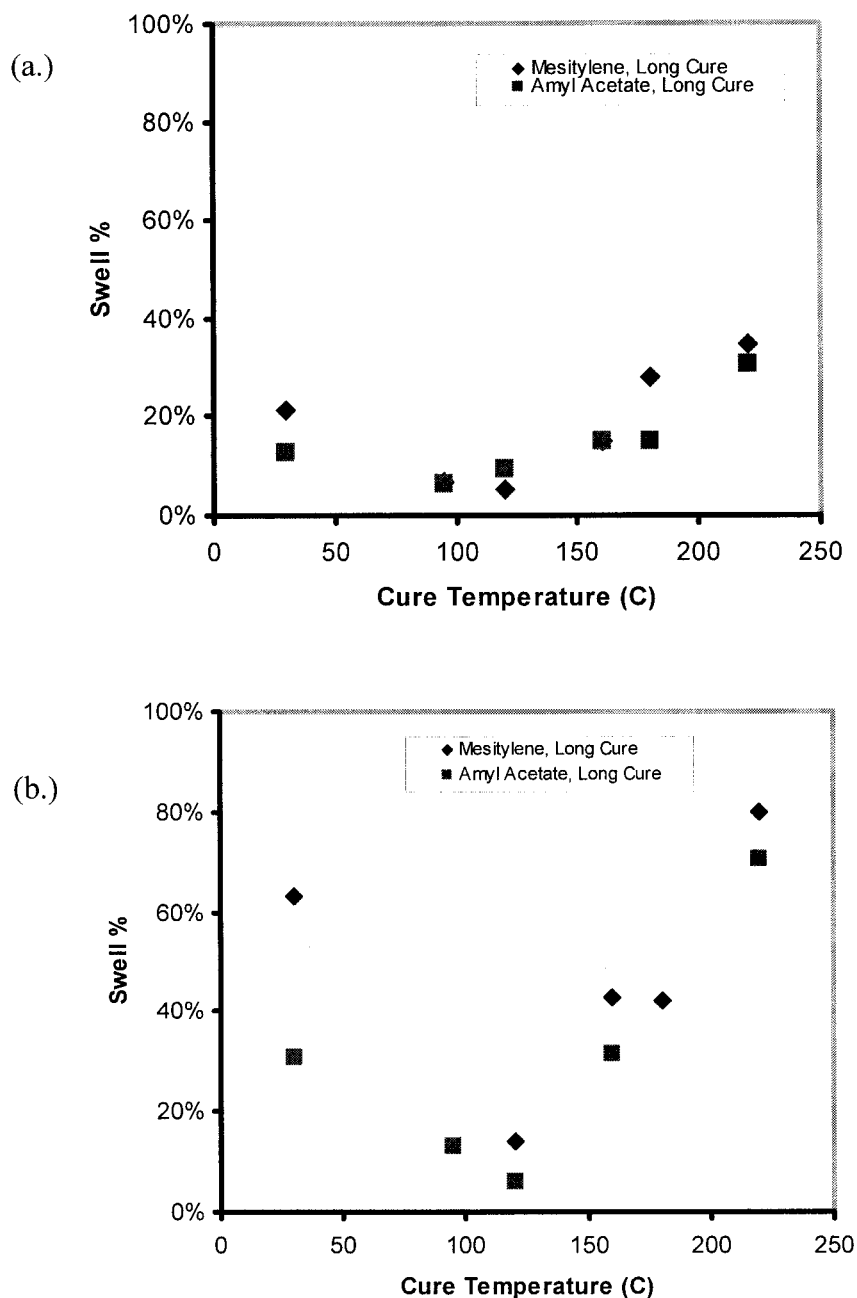 (a.)
100%
80%
60%
40%
20%
0%
Swell %
Mesitylene, Long Cure
Amyl Acetate, Long Cure
0 50 100 150 200 250
Cure Temperature (C)
(b.)
100%
80%
60%
40%
20%
0%
Swell %
Mesitylene, Long Cure
Amyl Acetate, Long Cure
0 50 100 150 200 250
Cure Temperature (C)